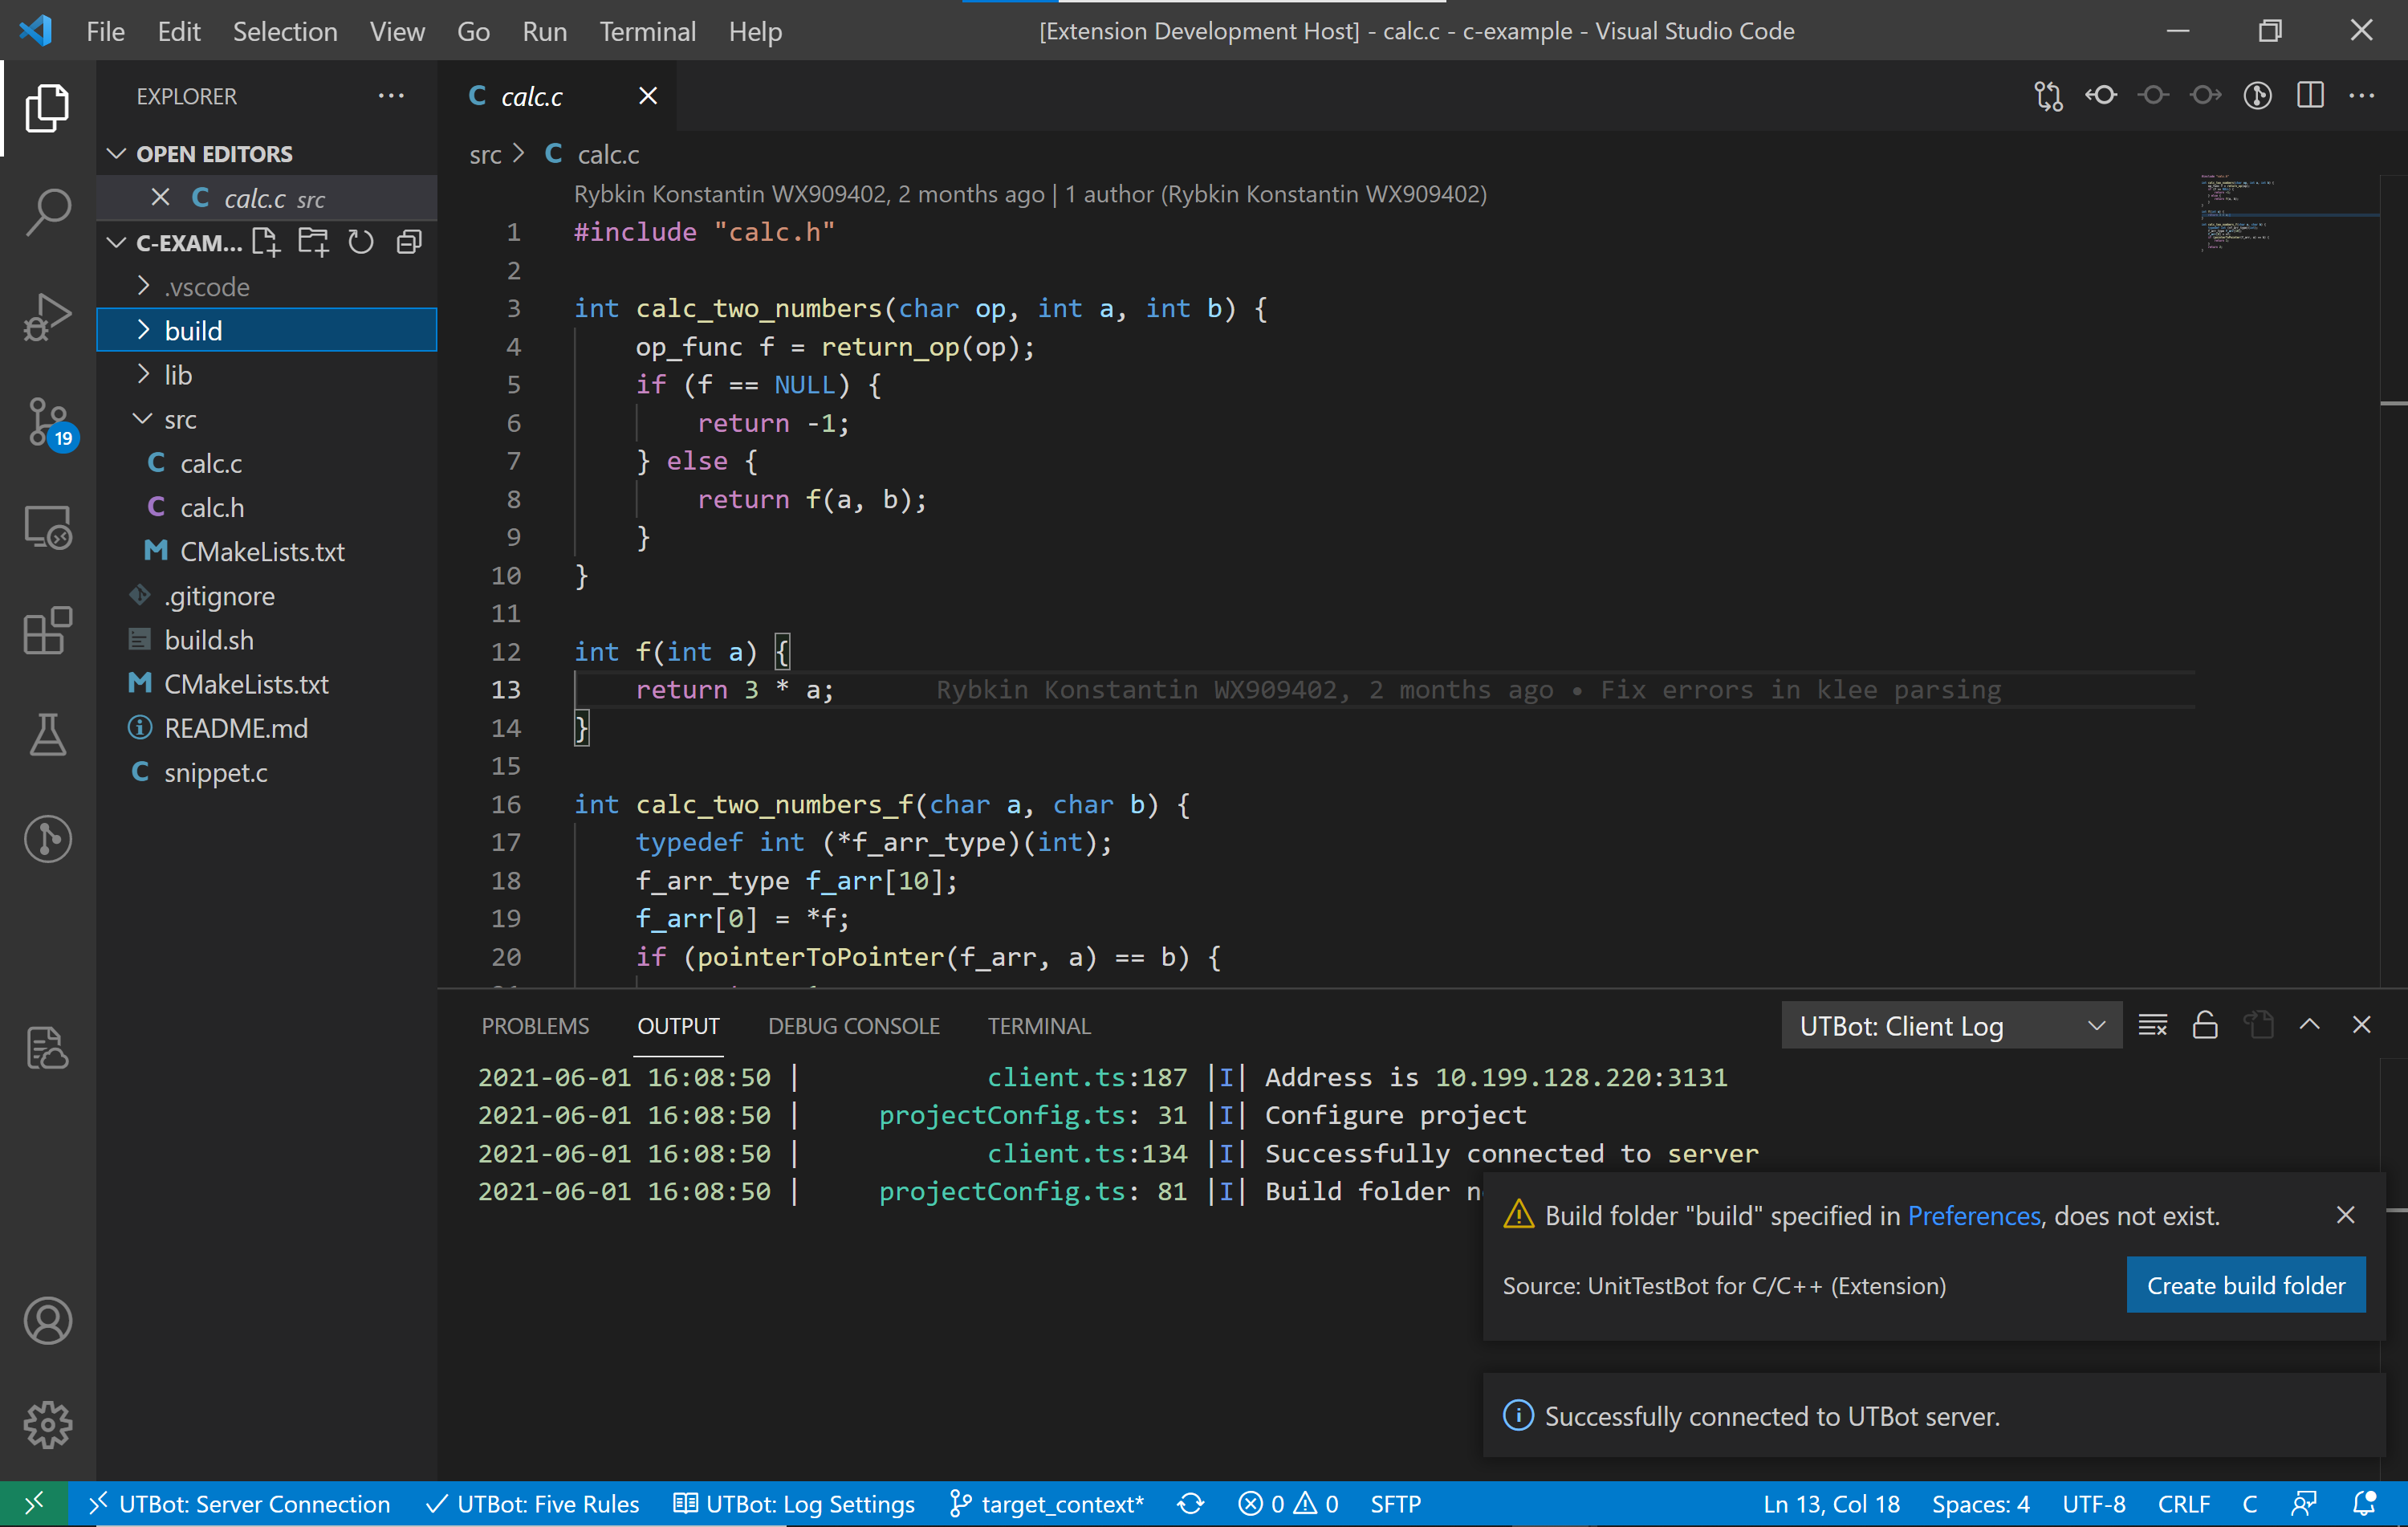 File Edit Selection View Go Run Terminal Help [Extension Development Host] - calc.c - c-example - Visual Studio Code
EXPLORER
OPEN EDITORS
calc.c src
C-EXAM...
.vscode
build
lib
src
calc.c
calc.h
CMakeLists.txt
.gitignore
build.sh
CMakeLists.txt
README.md
snippet.c
19
calc.c
src > calc.c
Rybkin Konstantin WX909402, 2 months ago | 1 author (Rybkin Konstantin WX909402)
1 #include "calc.h"
2
3 int calc_two_numbers(char op, int a, int b) {
4 op_func f = return_op(op);
5 if (f == NULL) {
6 return -1;
7 } else {
8 return f(a, b);
9 }
10 }
11
12 int f(int a) {
13 return 3 * a; Rybkin Konstantin WX909402, 2 months ago • Fix errors in klee parsing
14 }
15
16 int calc_two_numbers_f(char a, char b) {
17 typedef int (*f_arr_type)(int);
18 f_arr_type f_arr[10];
19 f_arr[0] = *f;
20 if (pointerToPointer(f_arr, a) == b) {
PROBLEMS OUTPUT DEBUG CONSOLE TERMINAL UTBot: Client Log
2021-06-01 16:08:50 | client.ts:187 |I| Address is 10.199.128.220:3131
2021-06-01 16:08:50 | projectConfig.ts: 31 |I| Configure project
2021-06-01 16:08:50 | client.ts:134 |I| Successfully connected to server
2021-06-01 16:08:50 | projectConfig.ts: 81 |I| Build folder
Build folder "build" specified in Preferences, does not exist.
Source: UnitTestBot for C/C++ (Extension) Create build folder
Successfully connected to UTBot server.
UTBot: Server Connection UTBot: Five Rules UTBot: Log Settings target_context* 0 0 SFTP Ln 13, Col 18 Spaces: 4 UTF-8 CRLF C